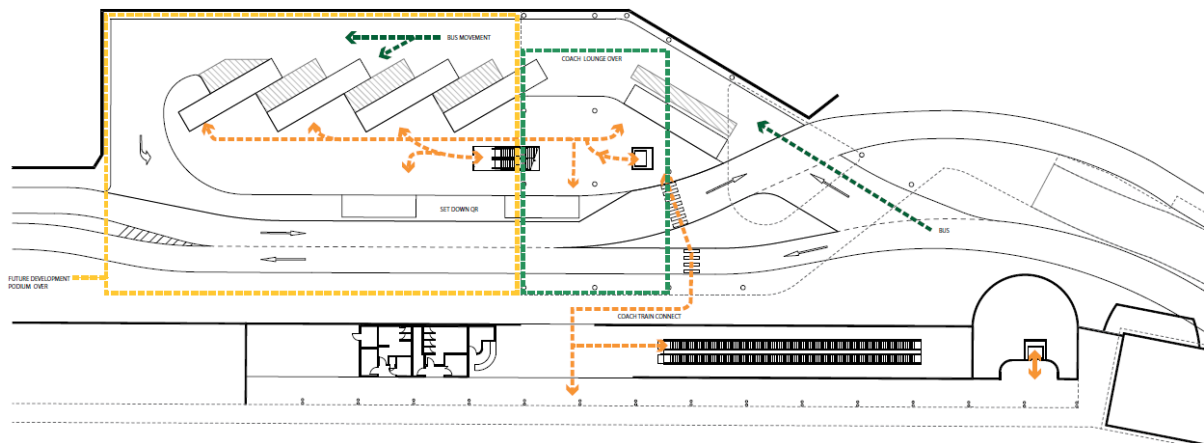 BUS MOVEMENT
COACH LOUNGE OVER
SET DOWN QR
BUS
FUTURE DEVELOPMENT
PODIUM OVER
COACH TRAIN CONNECT